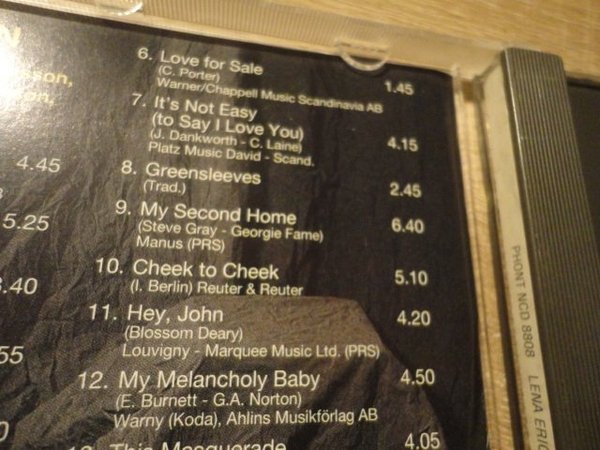 6. Love for Sale 1.45
(C. Porter)
Warner/Chappell Music Scandinavia AB
7. It's Not Easy
(to Say I Love You) 4.15
(J. Dankworth - C. Laine)
Platz Music David - Scand.
8. Greensleeves 2.45
(Trad.)
9. My Second Home 6.40
(Steve Gray - Georgie Fame)
Manus (PRS)
10. Cheek to Cheek 5.10
(I. Berlin) Reuter & Reuter
11. Hey, John 4.20
(Blossom Deary)
Louvigny - Marquee Music Ltd. (PRS)
12. My Melancholy Baby 4.50
(E. Burnett - G.A. Norton)
Warny (Koda), Ahlins Musikförlag AB
This Masquerade 4.05
4.45
5.25
PHONT NCD 8808 LENA